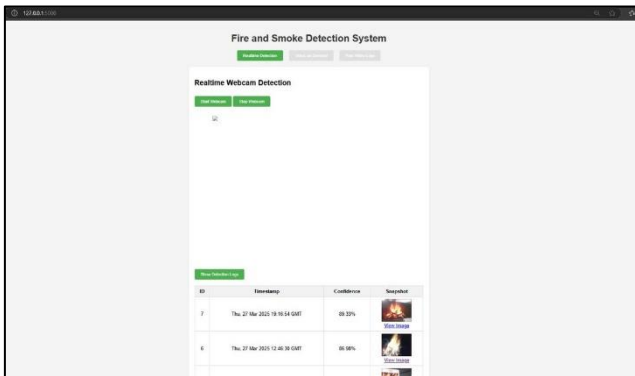 127.0.0.1:5000
Fire and Smoke Detection System
Realtime Detection
Realtime Webcam Detection
Start Webcam Stop Webcam
Show Detection Logs
ID Timestamp Confidence Snapshot
7 Thu, 27 Mar 2025 19:16:54 GMT 89.33%
View Image
6 Thu, 27 Mar 2025 12:46:30 GMT
View Image